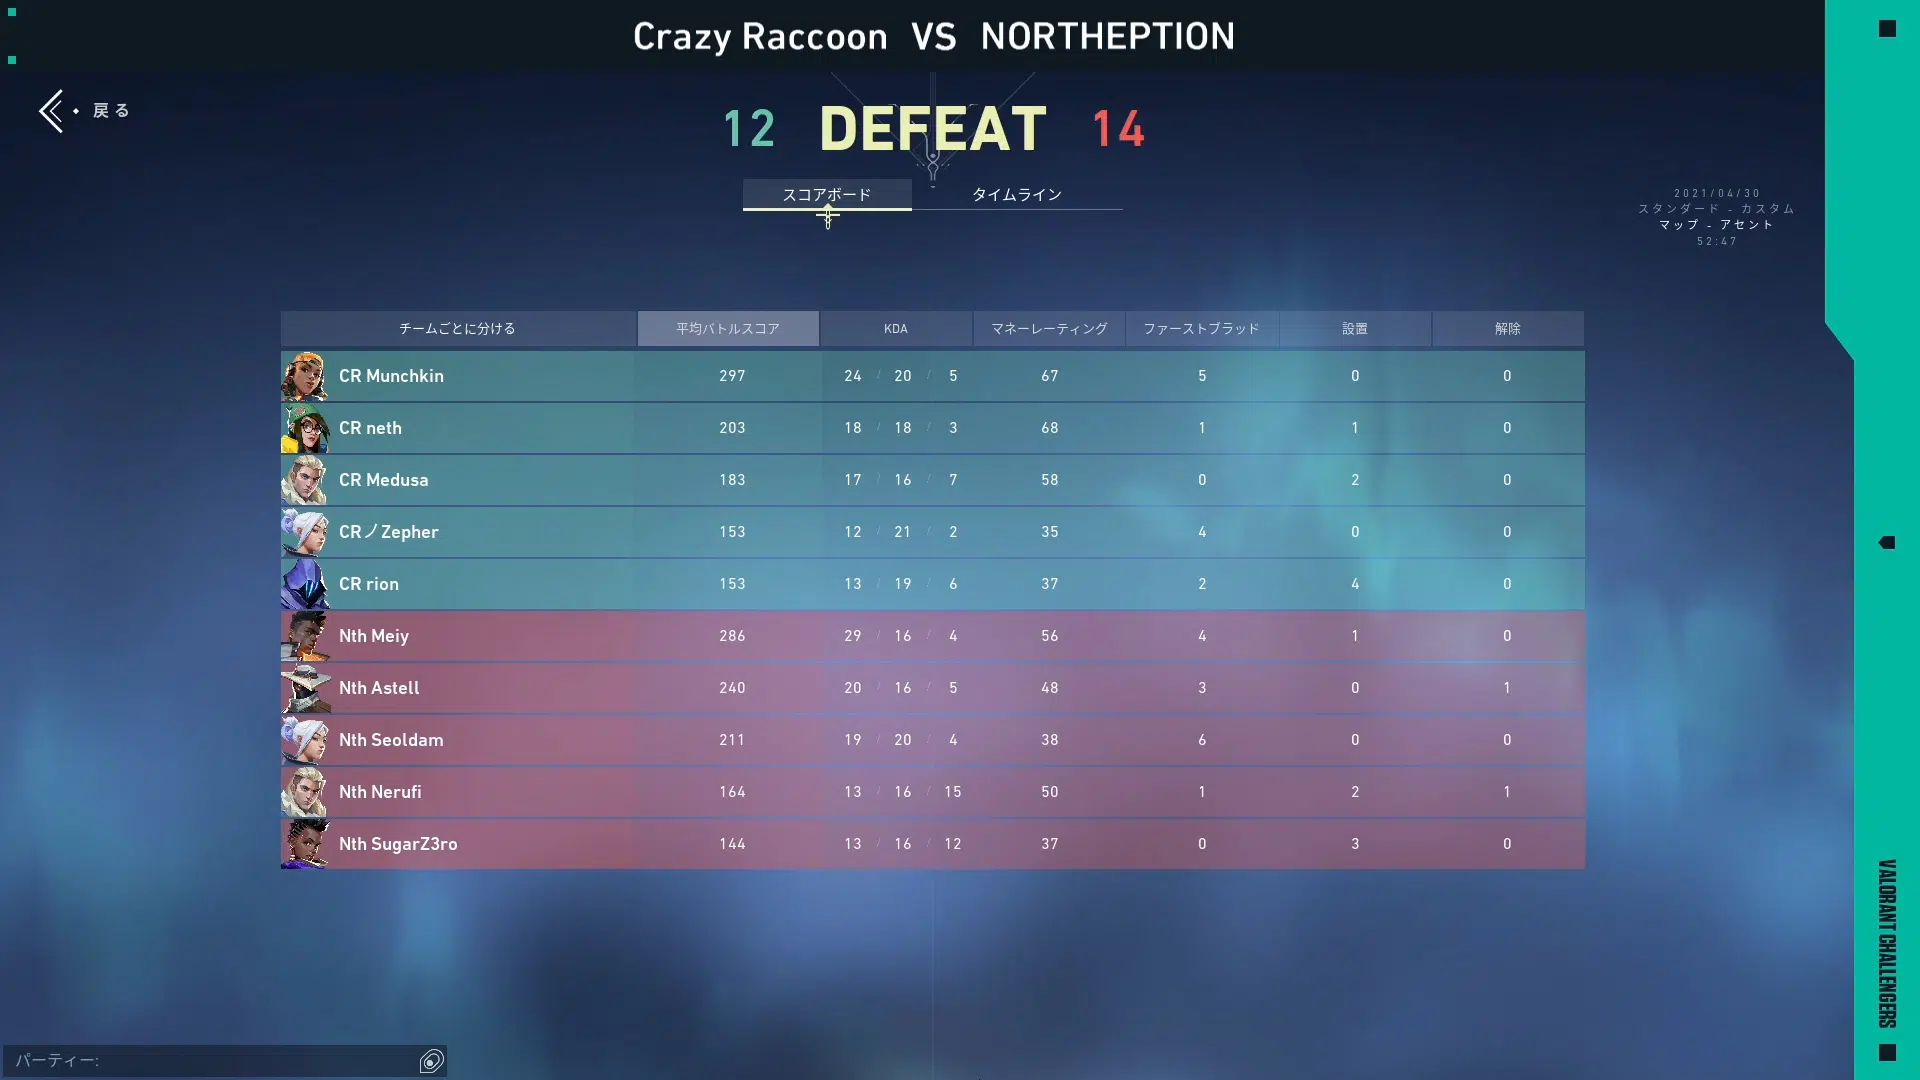 Crazy Raccoon VS NORTHEPTION
戻る
12 DEFEAT 14
スコアボード タイムライン
2021/04/30
スタンダード - カスタム
マップ - アセント
52:47
チームごとに分ける 平均バトルスコア KDA マネーレーティング ファーストブラッド 設置 解除
CR Munchkin 297 24 / 20 / 5 67 5 0 0
CR neth 203 18 / 18 / 3 68 1 1 0
CR Medusa 183 17 / 16 / 7 58 0 2 0
CRノZepher 153 12 / 21 / 2 35 4 0 0
CR rion 153 13 / 19 / 6 37 2 4 0
Nth Meiy 286 29 / 16 / 4 56 4 1 0
Nth Astell 240 20 / 16 / 5 48 3 0 1
Nth Seoldam 211 19 / 20 / 4 38 6 0 0
Nth Nerufi 164 13 / 16 / 15 50 1 2 1
Nth SugarZ3ro 144 13 / 16 / 12 37 0 3 0
VALORANT CHALLENGERS
パーティー: